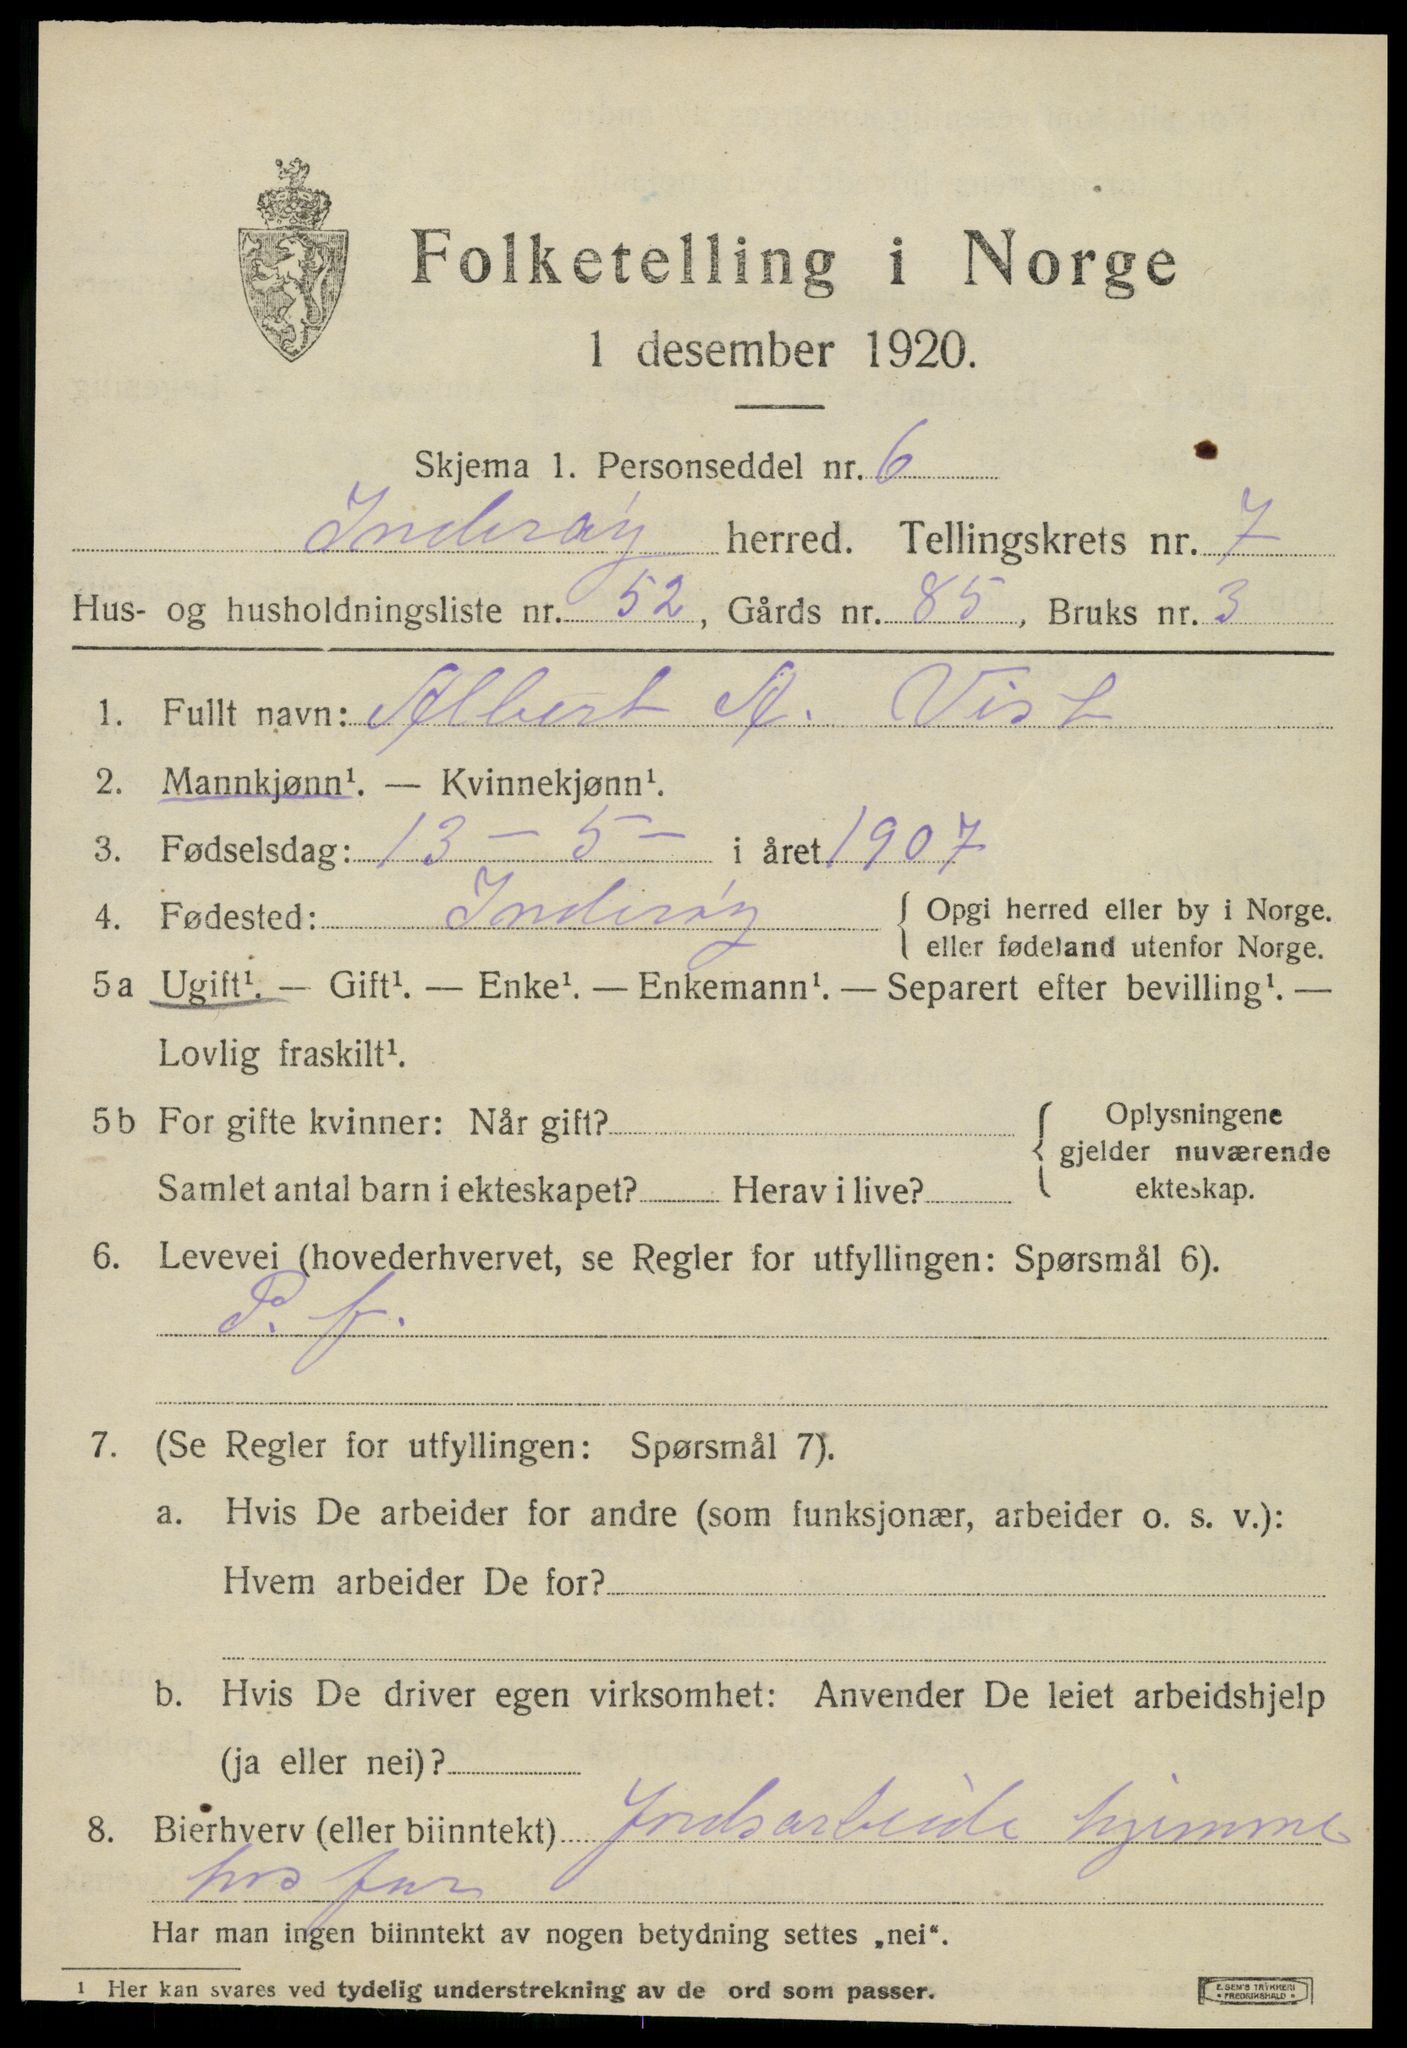 Folketelling i Norge
1 desember 1920.
Skjema 1. Personseddel nr. 6
Inderøy herred. Tellingskrets nr. 7
Hus- og husholdningsliste nr. 52, Gårds nr. 85, Bruks nr. 3
1. Fullt navn: Albert A. Vist
2. Mannkjønn¹. — Kvinnekjønn¹.
3. Fødselsdag: 13 – 5 – i året 1907
4. Fødested: Inderøy { Opgi herred eller by i Norge.
eller fødeland utenfor Norge.
5a Ugift¹. — Gift¹. — Enke¹. — Enkemann¹. — Separert efter bevilling¹. —
Lovlig fraskilt¹.
5b For gifte kvinner: Når gift? { Oplysningene
gjelder nuværende
Samlet antal barn i ekteskapet? Herav i live? ekteskap.
6. Levevei (hovederhvervet, se Regler for utfyllingen: Spørsmål 6).
P. f.
7. (Se Regler for utfyllingen: Spørsmål 7).
a. Hvis De arbeider for andre (som funksjonær, arbeider o. s. v.):
Hvem arbeider De for?
b. Hvis De driver egen virksomhet: Anvender De leiet arbeidshjelp
(ja eller nei)?
8. Bierhverv (eller biinntekt) Jordsarbeide hjemme
hos far
Har man ingen biinntekt av nogen betydning settes „nei“.
¹ Her kan svares ved tydelig understrekning av de ord som passer.
E. SEM'S TRYKKERI
• FREDRIKSHALD •